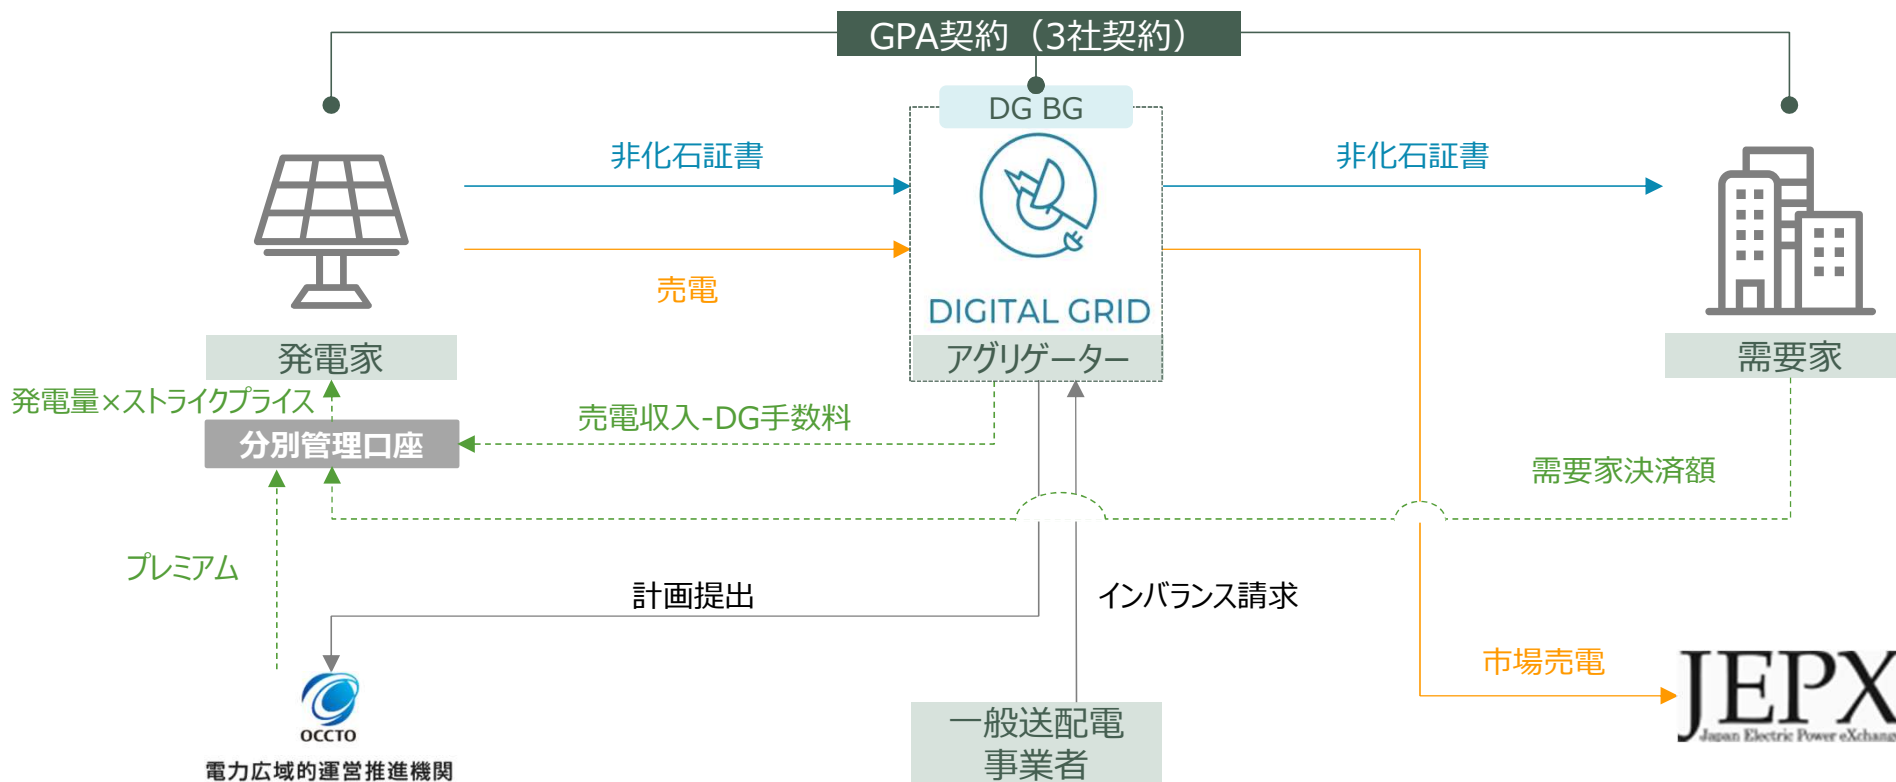 GPA契約（3社契約）
DG BG
非化石証書
非化石証書
売電
DIGITAL GRID
発電家
アグリゲーター
需要家
発電量×ストライクプライス
売電収入-DG手数料
分別管理口座
需要家決済額
プレミアム
計画提出
インバランス請求
市場売電
JEPX
Japan Electric Power eXchange
OCCTO
一般送配電
事業者
電力広域的運営推進機関